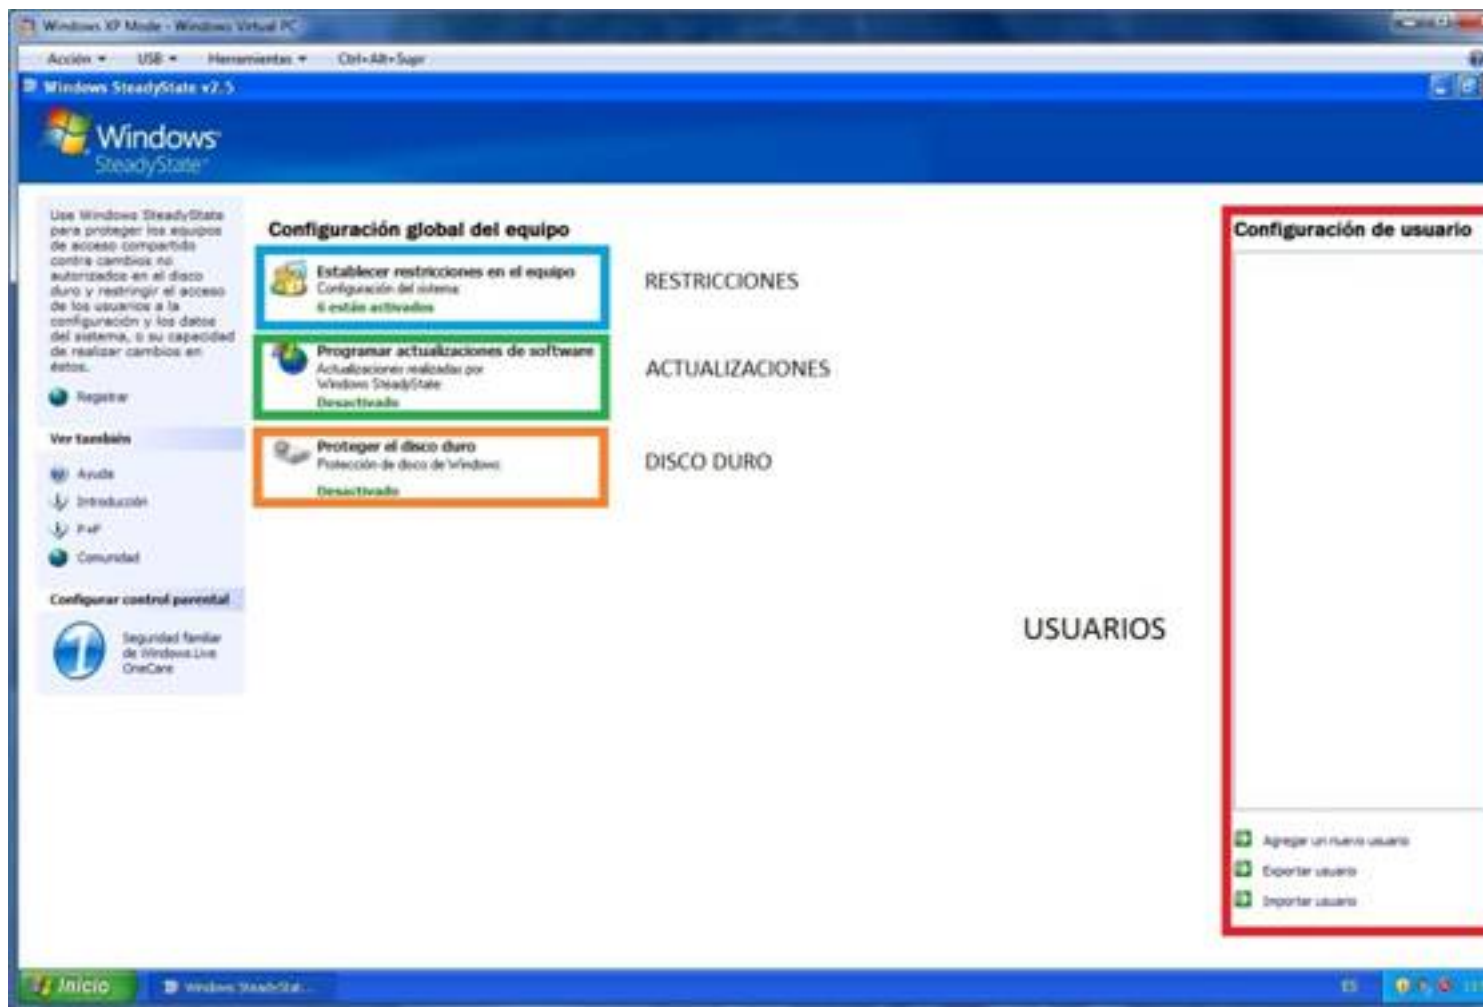 Windows XP Mode - Windows Virtual PC
Acción USB Herramientas Ctrl+Alt+Supr
Windows SteadyState v2.5
Windows
SteadyState
Use Windows SteadyState
para proteger los equipos
de acceso compartido
contra cambios no
autorizados en el disco
duro y restringir el acceso
de los usuarios a la
configuración y los datos
del sistema, o su capacidad
de realizar cambios en
éstos.
Registrar
Ver también
Ayuda
Introducción
P+F
Comunidad
Configurar control parental
Seguridad familiar
de Windows Live
OneCare
Configuración global del equipo
Establecer restricciones en el equipo
Configuración del sistema
6 están activados
RESTRICCIONES
Programar actualizaciones de software
Actualizaciones realizadas por
Windows SteadyState
Desactivado
ACTUALIZACIONES
Proteger el disco duro
Protección de disco de Windows
Desactivado
DISCO DURO
USUARIOS
Configuración de usuario
Agregar un nuevo usuario
Exportar usuario
Importar usuario
Inicio
Windows SteadyStat...
ES